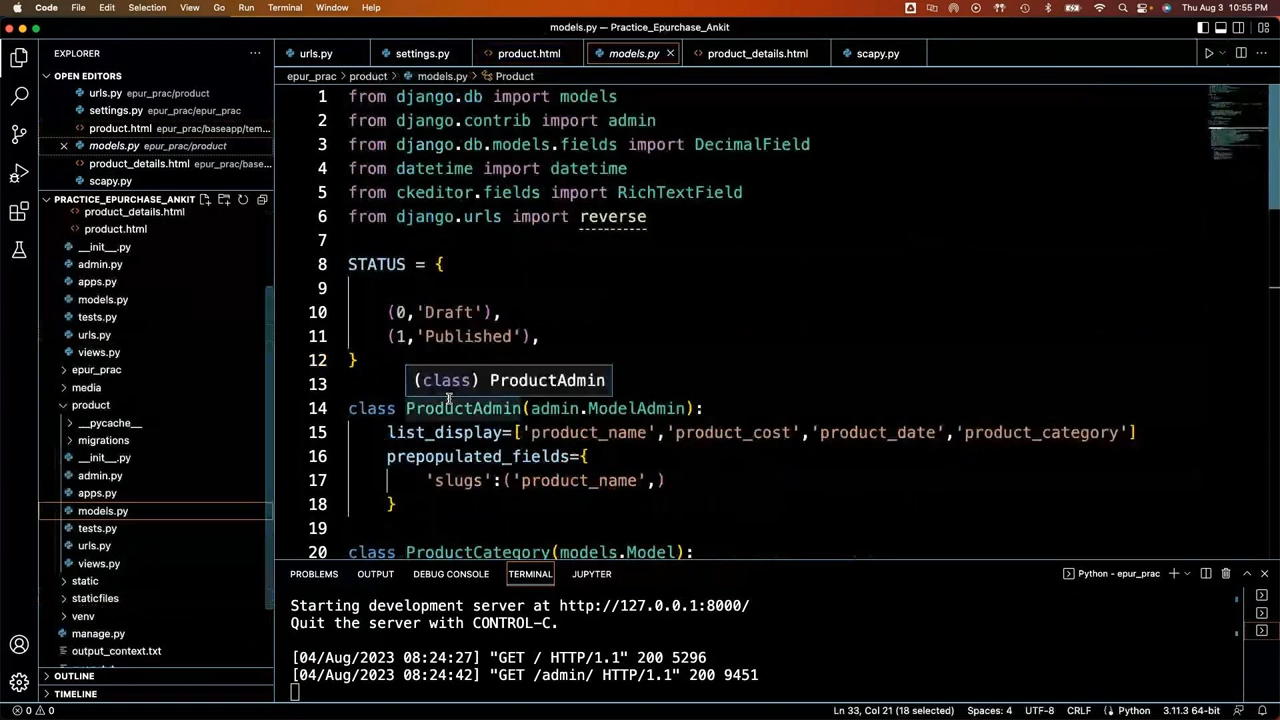 Code File Edit Selection View Go Run Terminal Window Help Thu Aug 3 10:55 PM
models.py — Practice_Epurchase_Ankit
EXPLORER
OPEN EDITORS
urls.py epur_prac/product
settings.py epur_prac/epur_prac
product.html epur_prac/baseapp/tem...
models.py epur_prac/product
product_details.html epur_prac/base...
scapy.py
PRACTICE_EPURCHASE_ANKIT
product_details.html
product.html
__init__.py
admin.py
apps.py
models.py
tests.py
urls.py
views.py
epur_prac
media
product
__pycache__
migrations
__init__.py
admin.py
apps.py
models.py
tests.py
urls.py
views.py
static
staticfiles
venv
manage.py
output_context.txt
OUTLINE
TIMELINE
urls.py settings.py product.html models.py product_details.html scapy.py
epur_prac > product > models.py > Product
1 from django.db import models
2 from django.contrib import admin
3 from django.db.models.fields import DecimalField
4 from datetime import datetime
5 from ckeditor.fields import RichTextField
6 from django.urls import reverse
7
8 STATUS = {
9
10 (0,'Draft'),
11 (1,'Published'),
12 }
13
(class) ProductAdmin
14 class ProductAdmin(admin.ModelAdmin):
15 list_display=['product_name','product_cost','product_date','product_category']
16 prepopulated_fields={
17 'slugs':('product_name',)
18 }
19
20 class ProductCategory(models.Model):
PROBLEMS OUTPUT DEBUG CONSOLE TERMINAL JUPYTER Python - epur_prac
Starting development server at http://127.0.0.1:8000/
Quit the server with CONTROL-C.
[04/Aug/2023 08:24:27] "GET / HTTP/1.1" 200 5296
[04/Aug/2023 08:24:42] "GET /admin/ HTTP/1.1" 200 9451
0 0 Ln 33, Col 21 (18 selected) Spaces: 4 UTF-8 CRLF Python 3.11.3 64-bit